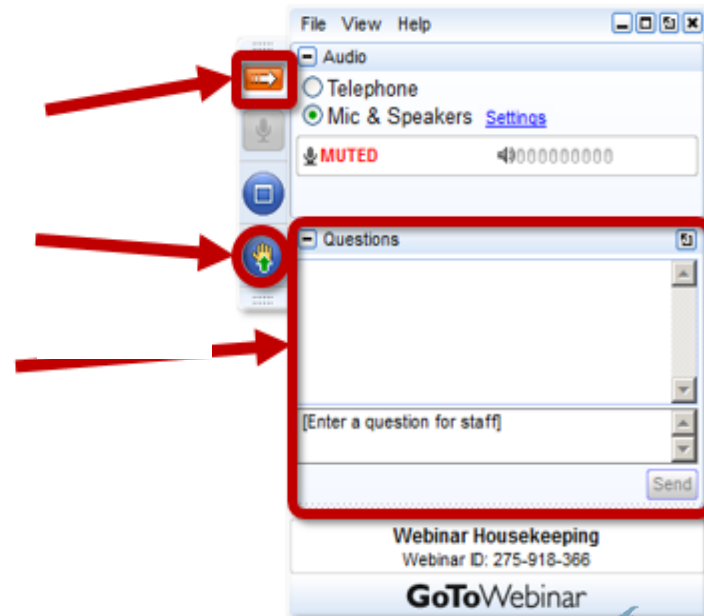 File View Help
Audio
Telephone
Mic & Speakers Settings
MUTED 000000000
Questions
[Enter a question for staff]
Send
Webinar Housekeeping
Webinar ID: 275-918-366
GoToWebinar